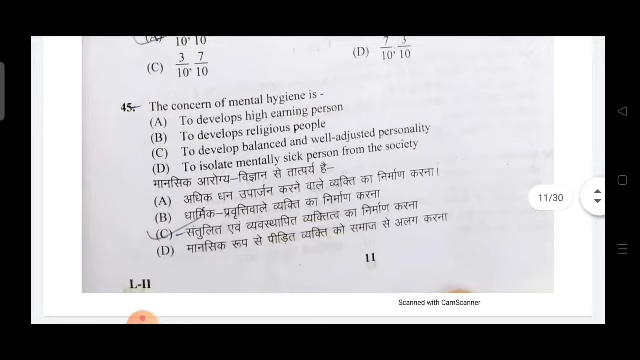 (A) 10, 10
(C) 3/10, 7/10
(D) 7/10, 3/10
45. The concern of mental hygiene is -
(A) To develops high earning person
(B) To develops religious people
(C) To develop balanced and well-adjusted personality
(D) To isolate mentally sick person from the society
मानसिक आरोग्य-विज्ञान से तात्पर्य है-
(A) अधिक धन उपार्जन करने वाले व्यक्ति का निर्माण करना।
(B) धार्मिक-प्रवृत्तिवाले व्यक्ति का निर्माण करना
(C) संतुलित एवं व्यवस्थापित व्यक्तित्व का निर्माण करना
(D) मानसिक रूप से पीड़ित व्यक्ति को समाज से अलग करना
11/30
11
L-II
Scanned with CamScanner